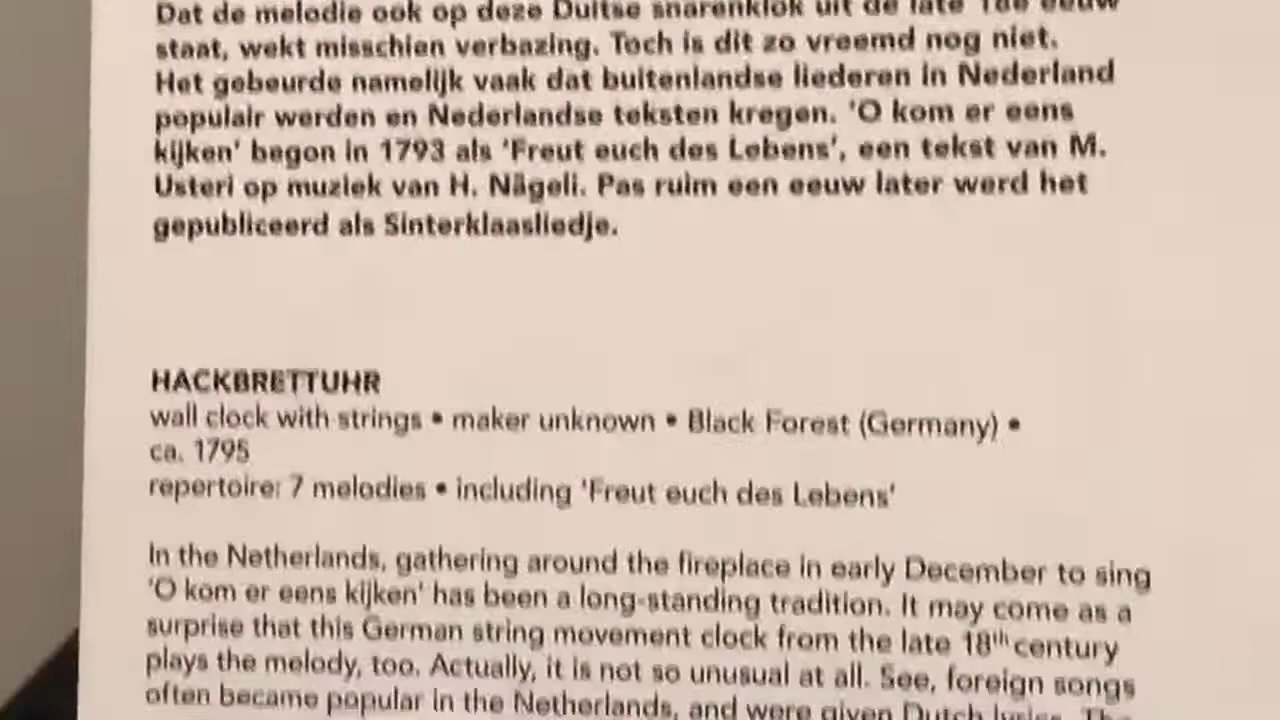 Dat de melodie ook op deze Duitse snarenklok uit de late 18e eeuw
staat, wekt misschien verbazing. Toch is dit zo vreemd nog niet.
Het gebeurde namelijk vaak dat buitenlandse liederen in Nederland
populair werden en Nederlandse teksten kregen. 'O kom er eens
kijken' begon in 1793 als 'Freut euch des Lebens', een tekst van M.
Usteri op muziek van H. Nägeli. Pas ruim een eeuw later werd het
gepubliceerd als Sinterklaasliedje.
HACKBRETTUHR
wall clock with strings • maker unknown • Black Forest (Germany) •
ca. 1795
repertoire: 7 melodies • including 'Freut euch des Lebens'
In the Netherlands, gathering around the fireplace in early December to sing
'O kom er eens kijken' has been a long-standing tradition. It may come as a
surprise that this German string movement clock from the late 18th century
plays the melody, too. Actually, it is not so unusual at all. See, foreign songs
often became popular in the Netherlands, and were given Dutch lyrics. The